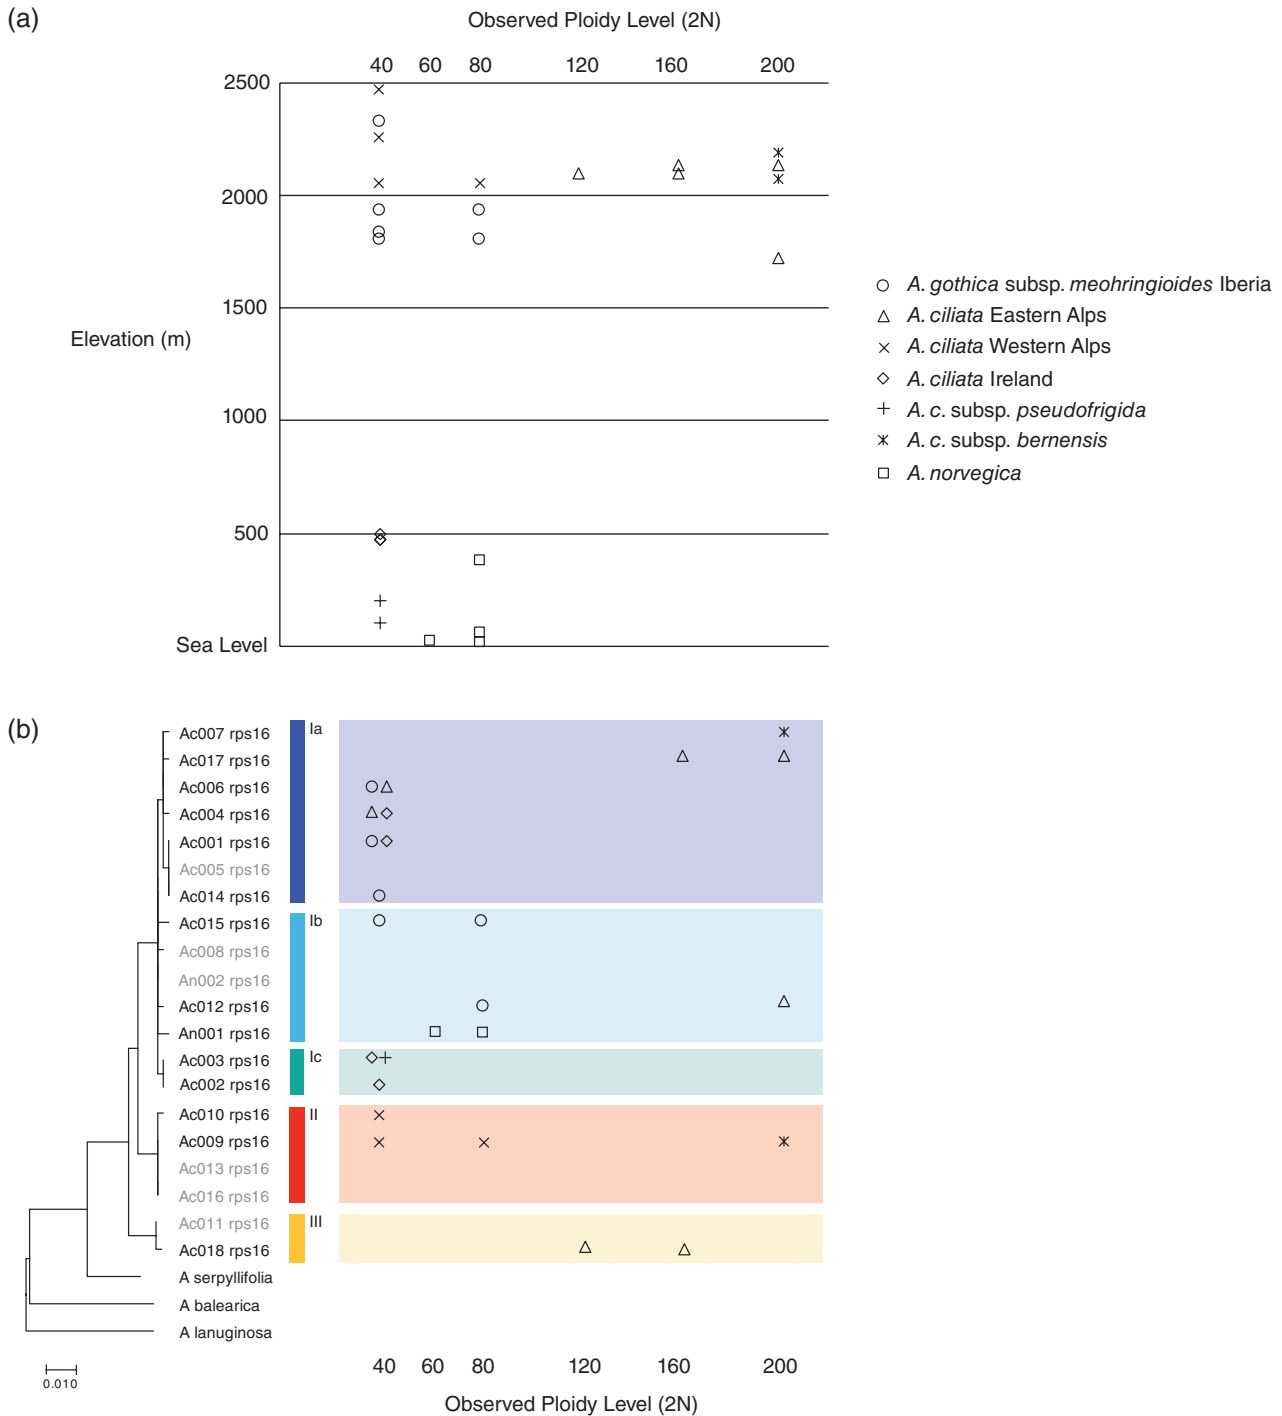 (a)
Observed Ploidy Level (2N)
40 60 80 120 160 200
2500
2000
1500
Elevation (m)
1000
500
Sea Level
A. gothica subsp. meohringioides Iberia
A. ciliata Eastern Alps
A. ciliata Western Alps
A. ciliata Ireland
A. c. subsp. pseudofrigida
A. c. subsp. bernensis
A. norvegica
(b)
Ac007 rps16 Ia
Ac017 rps16
Ac006 rps16
Ac004 rps16
Ac001 rps16
Ac005 rps16
Ac014 rps16
Ac015 rps16 Ib
Ac008 rps16
An002 rps16
Ac012 rps16
An001 rps16
Ac003 rps16 Ic
Ac002 rps16
Ac010 rps16 II
Ac009 rps16
Ac013 rps16
Ac016 rps16
Ac011 rps16 III
Ac018 rps16
A serpyllifolia
A balearica
A lanuginosa
0.010
40 60 80 120 160 200
Observed Ploidy Level (2N)